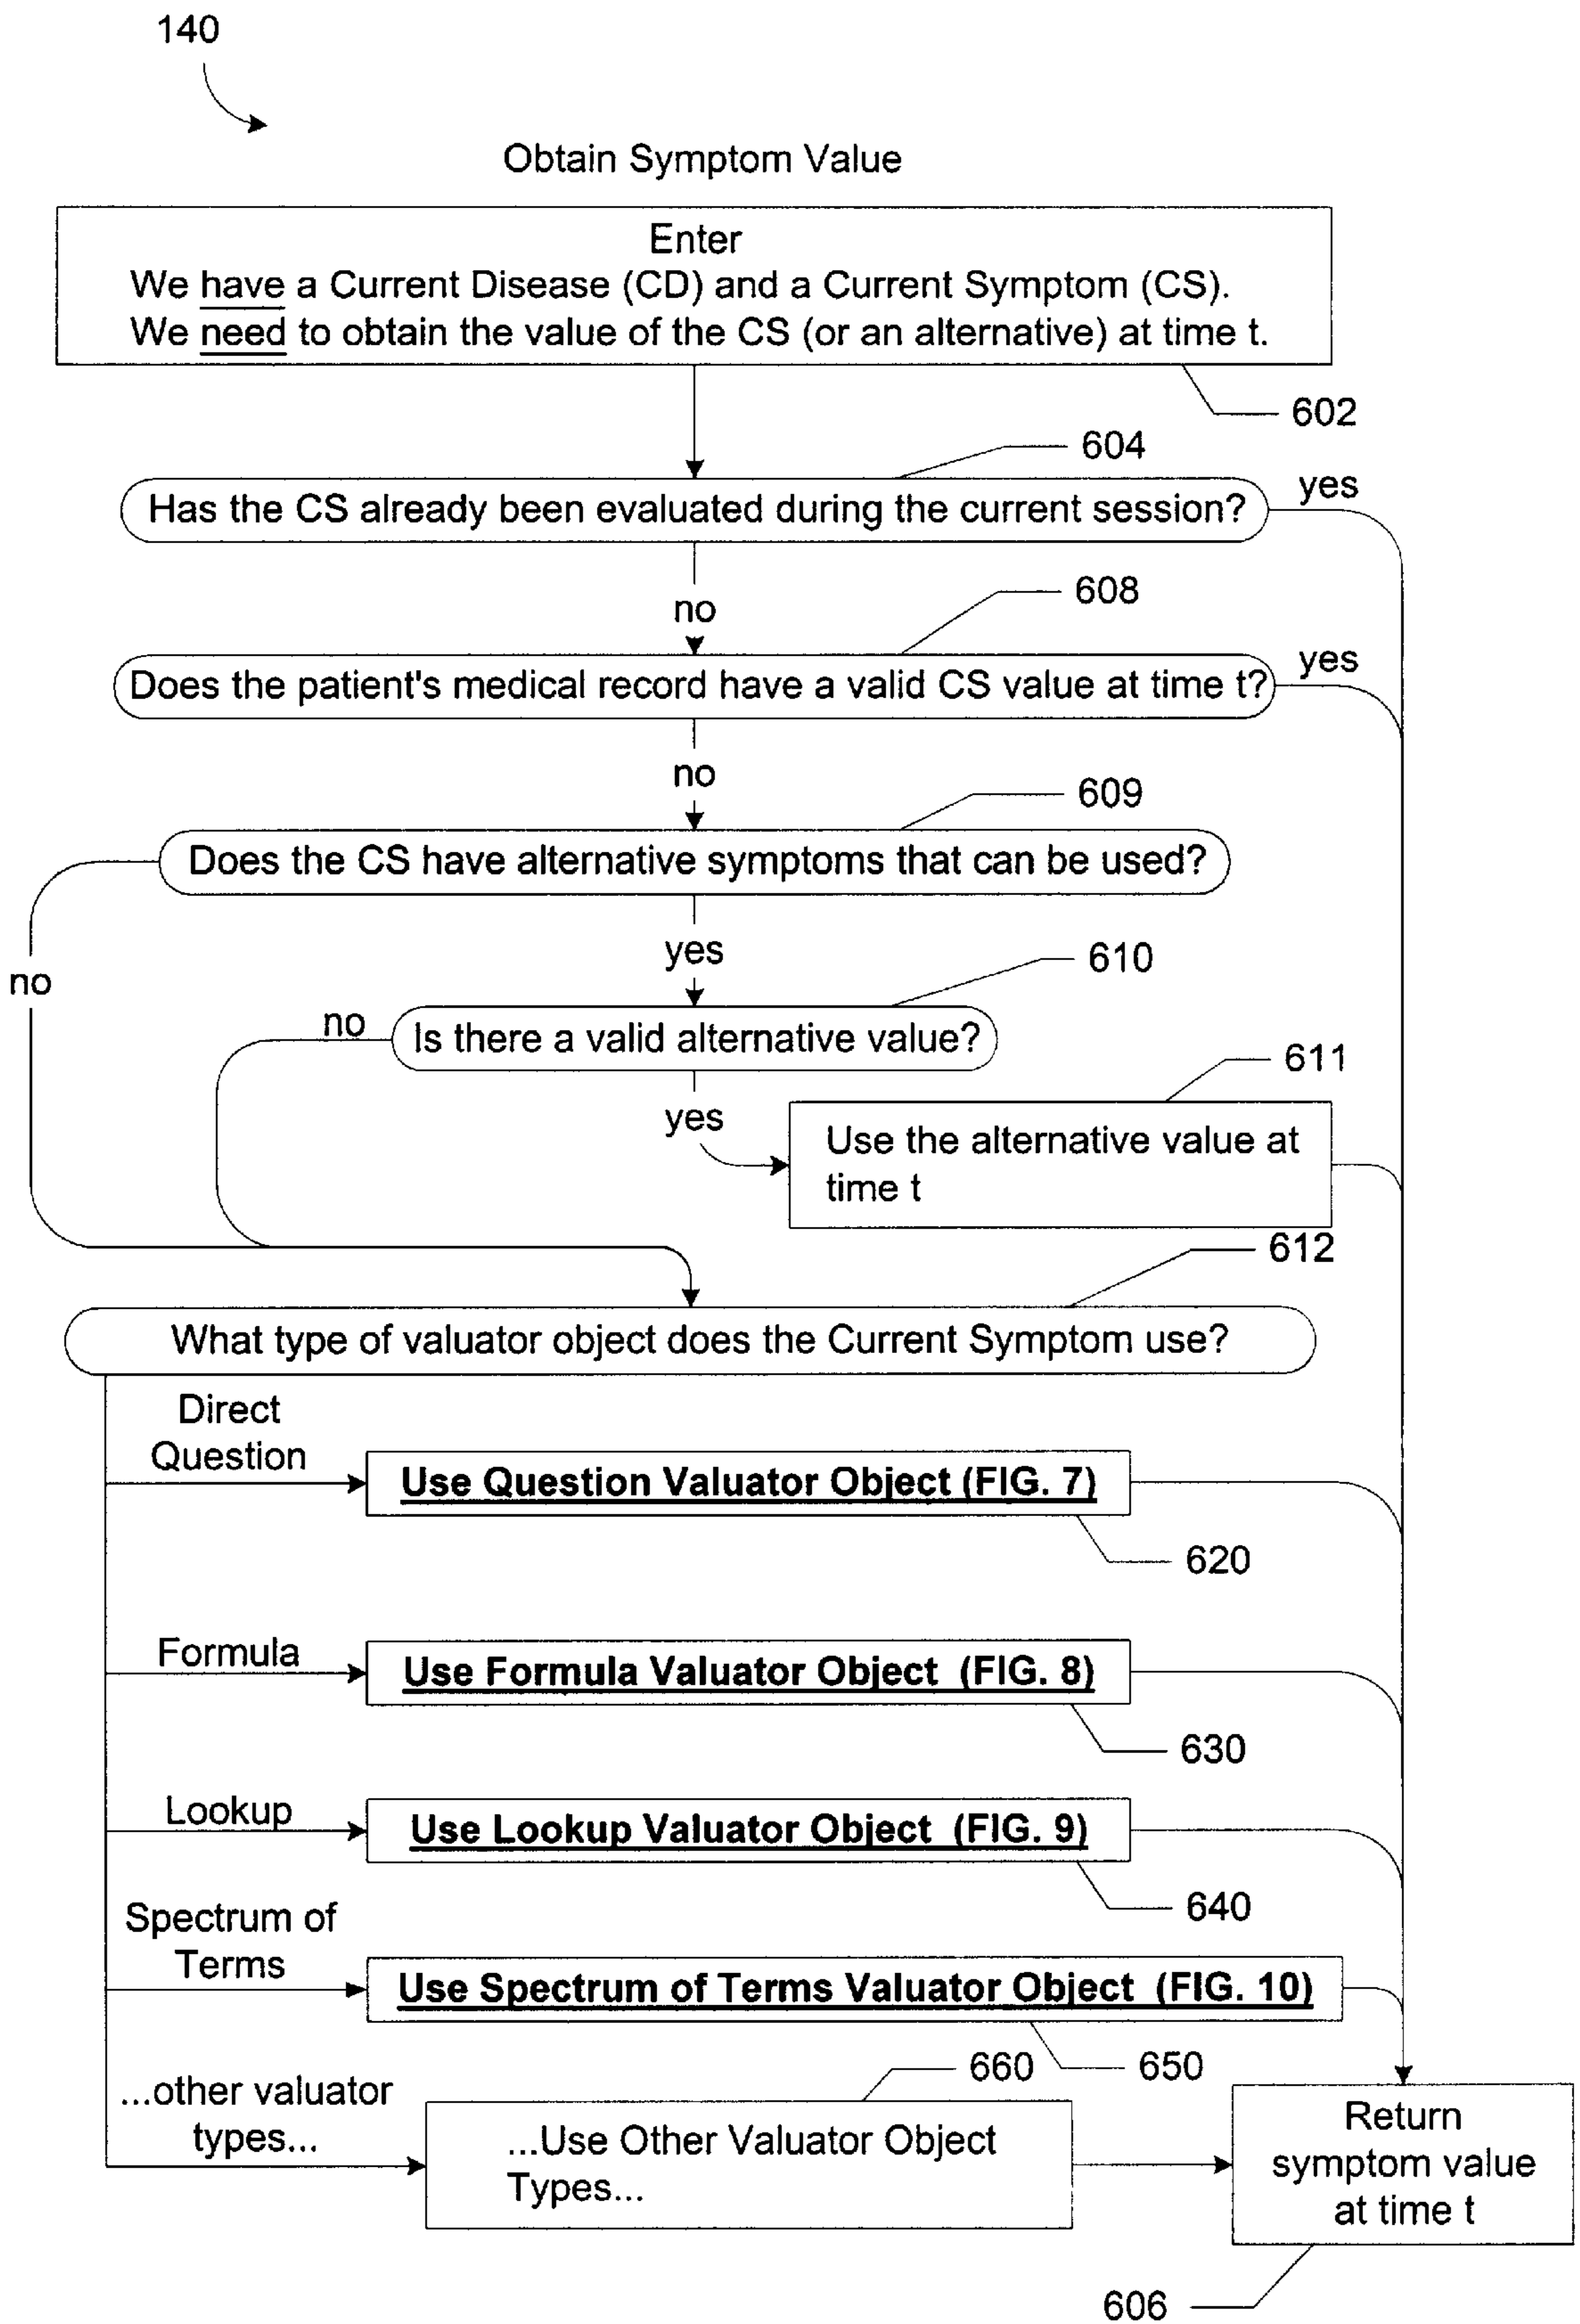 140
Obtain Symptom Value
Enter
We have a Current Disease (CD) and a Current Symptom (CS).
We need to obtain the value of the CS (or an alternative) at time t.
602
604
Has the CS already been evaluated during the current session?
yes
no
608
Does the patient's medical record have a valid CS value at time t?
yes
no
609
Does the CS have alternative symptoms that can be used?
yes
no
610
Is there a valid alternative value?
no
yes
611
Use the alternative value at
time t
612
What type of valuator object does the Current Symptom use?
Direct
Question
Use Question Valuator Object (FIG. 7)
620
Formula
Use Formula Valuator Object (FIG. 8)
630
Lookup
Use Lookup Valuator Object (FIG. 9)
640
Spectrum of
Terms
Use Spectrum of Terms Valuator Object (FIG. 10)
650
660
...other valuator
types...
...Use Other Valuator Object
Types...
Return
symptom value
at time t
606